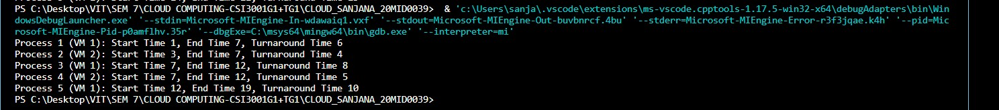 PS C:\Desktop\VIT\SEM 7\CLOUD COMPUTING-CSI3001G1+TG1\CLOUD_SANJANA_20MID0039>  & 'c:\Users\sanja\.vscode\extensions\ms-vscode.cpptools-1.17.5-win32-x64\debugAdapters\bin\Win
dowsDebugLauncher.exe' '--stdin=Microsoft-MIEngine-In-wdawaiq1.vxf' '--stdout=Microsoft-MIEngine-Out-buvbnrcf.4bu' '--stderr=Microsoft-MIEngine-Error-r3f3jqae.k4h' '--pid=Mic
rosoft-MIEngine-Pid-p0amflhv.35r' '--dbgExe=C:\msys64\mingw64\bin\gdb.exe' '--interpreter=mi'
Process 1 (VM 1): Start Time 1, End Time 7, Turnaround Time 6
Process 2 (VM 2): Start Time 3, End Time 7, Turnaround Time 4
Process 3 (VM 1): Start Time 7, End Time 12, Turnaround Time 8
Process 4 (VM 2): Start Time 7, End Time 12, Turnaround Time 5
Process 5 (VM 1): Start Time 12, End Time 19, Turnaround Time 10
PS C:\Desktop\VIT\SEM 7\CLOUD COMPUTING-CSI3001G1+TG1\CLOUD_SANJANA_20MID0039>